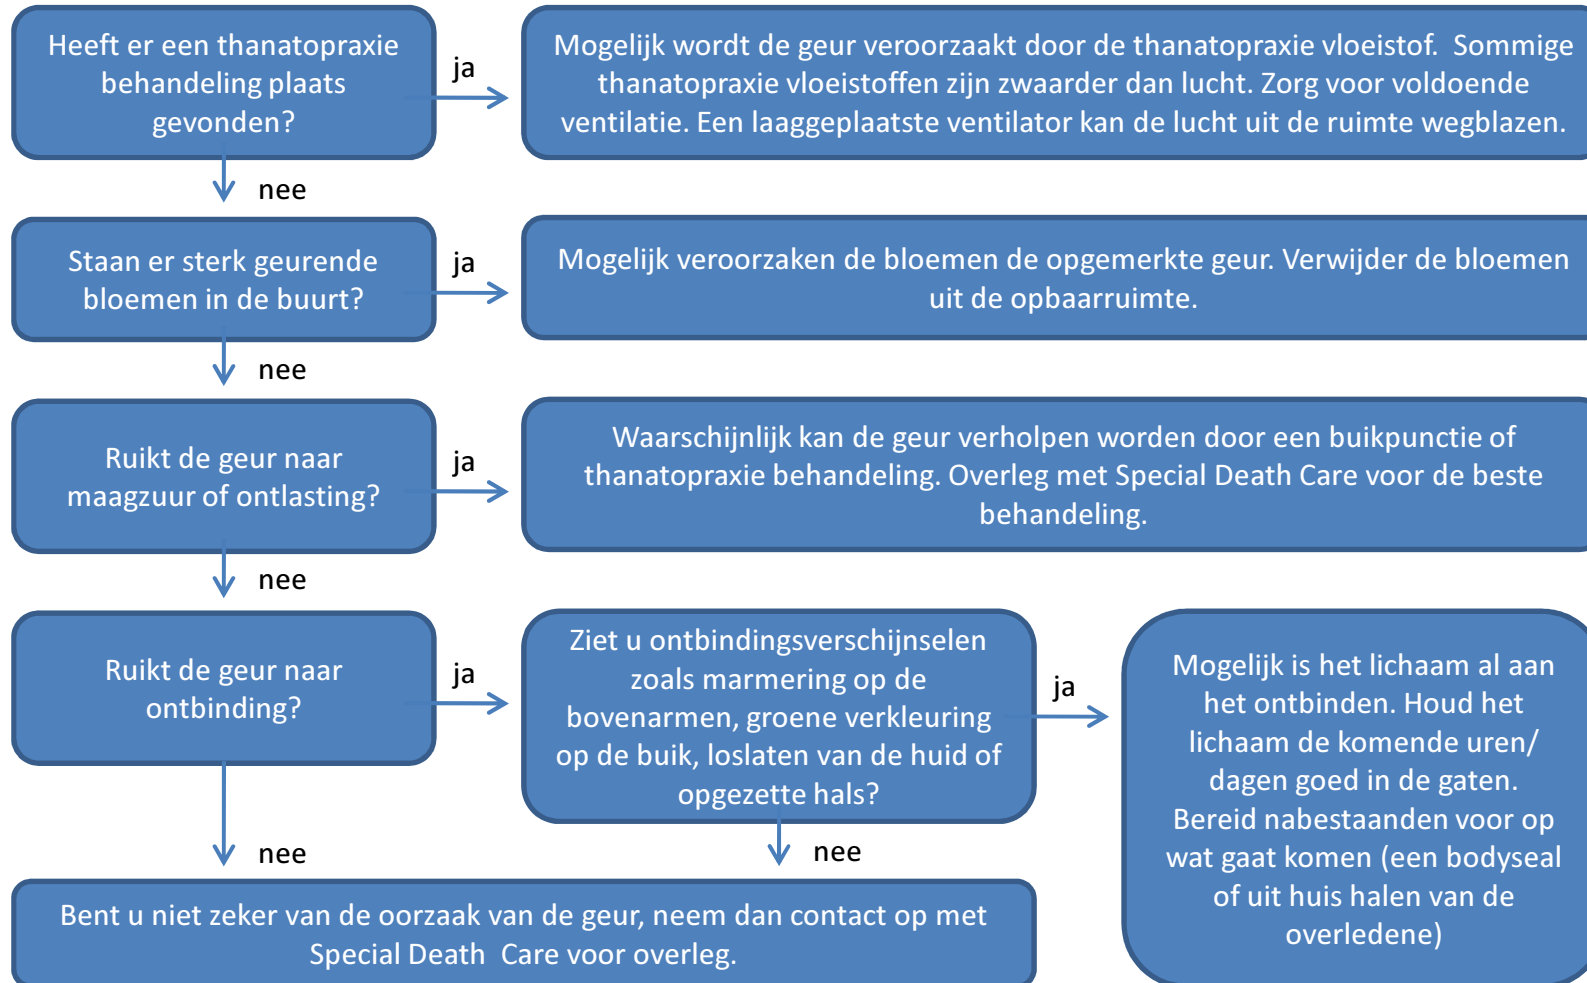 Heeft er een thanatopraxie
behandeling plaats
gevonden?
ja
Mogelijk wordt de geur veroorzaakt door de thanatopraxie vloeistof. Sommige
thanatopraxie vloeistoffen zijn zwaarder dan lucht. Zorg voor voldoende
ventilatie. Een laaggeplaatste ventilator kan de lucht uit de ruimte wegblazen.
nee
Staan er sterk geurende
bloemen in de buurt?
ja
Mogelijk veroorzaken de bloemen de opgemerkte geur. Verwijder de bloemen
uit de opbaarruimte.
nee
Ruikt de geur naar
maagzuur of ontlasting?
ja
Waarschijnlijk kan de geur verholpen worden door een buikpunctie of
thanatopraxie behandeling. Overleg met Special Death Care voor de beste
behandeling.
nee
Ruikt de geur naar
ontbinding?
ja
Ziet u ontbindingsverschijnselen
zoals marmering op de
bovenarmen, groene verkleuring
op de buik, loslaten van de huid of
opgezette hals?
ja
Mogelijk is het lichaam al aan
het ontbinden. Houd het
lichaam de komende uren/
dagen goed in de gaten.
Bereid nabestaanden voor op
wat gaat komen (een bodyseal
of uit huis halen van de
overledene)
nee
nee
Bent u niet zeker van de oorzaak van de geur, neem dan contact op met
Special Death Care voor overleg.